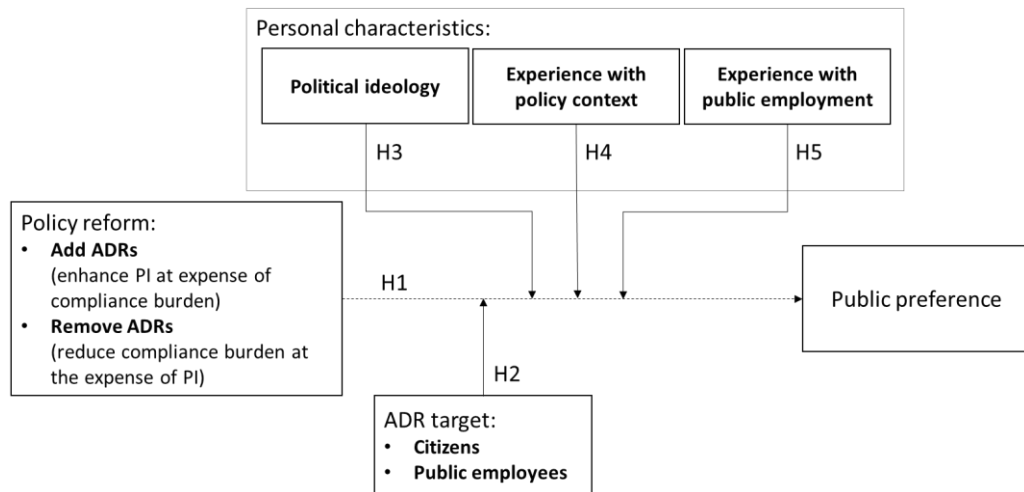 Personal characteristics:
Political ideology
Experience with
policy context
Experience with
public employment
H3
H4
H5
Policy reform:
• Add ADRs
(enhance PI at expense of
compliance burden)
• Remove ADRs
(reduce compliance burden at
the expense of PI)
H1
Public preference
H2
ADR target:
• Citizens
• Public employees